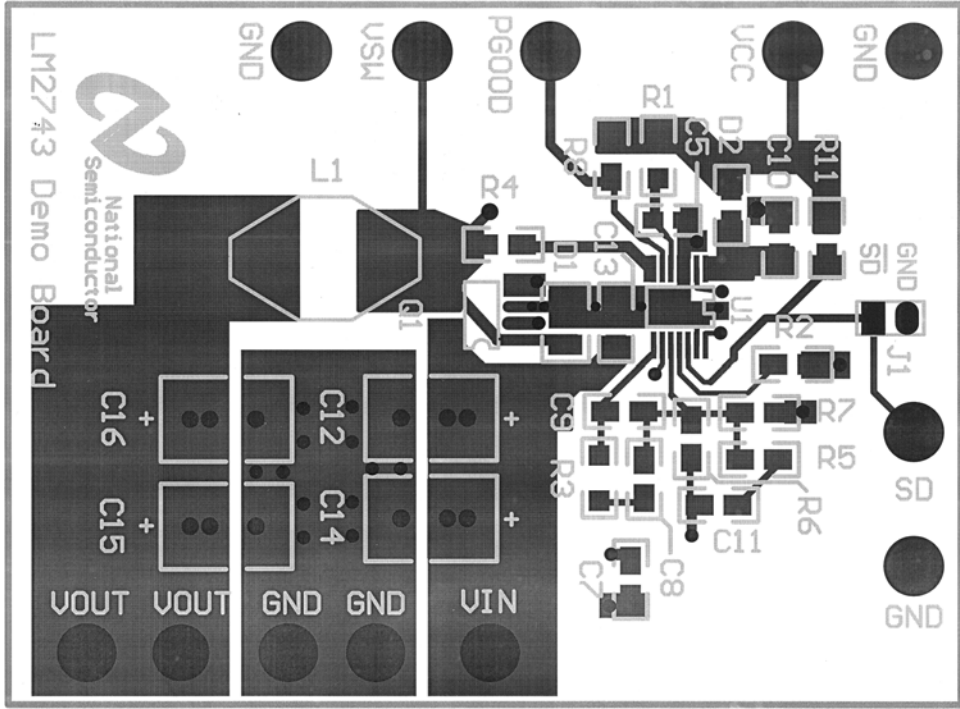 GND
VSW
PGOOD
VCC
GND
LM2743 Demo Board
National
Semiconductor
L1
R4
R8
R1
C5
D2
C10
R11
SD
GND
D1
C13
Q1
U1
R2
J1
C16
+
C12
+
C9
R7
R5
SD
R3
C15
+
C14
+
R6
C11
C7
C8
VOUT
VOUT
GND
GND
VIN
GND